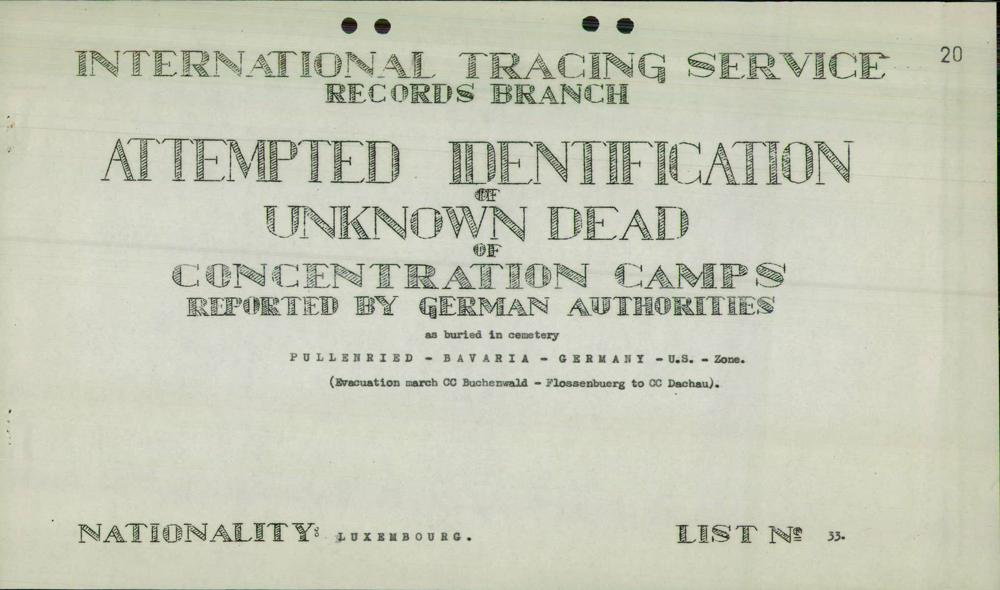 20
INTERNATIONAL TRACING SERVICE
RECORDS BRANCH
ATTEMPTED IDENTIFICATION
OF
UNKNOWN DEAD
OF
CONCENTRATION CAMPS
REPORTED BY GERMAN AUTHORITIES
as buried in cemetery
PULLENRIED - BAVARIA - GERMANY - U.S. - Zone.
(Evacuation march CC Buchenwald - Flossenbuerg to CC Dachau).
NATIONALITY: LUXEMBOURG. LIST Nº 33.